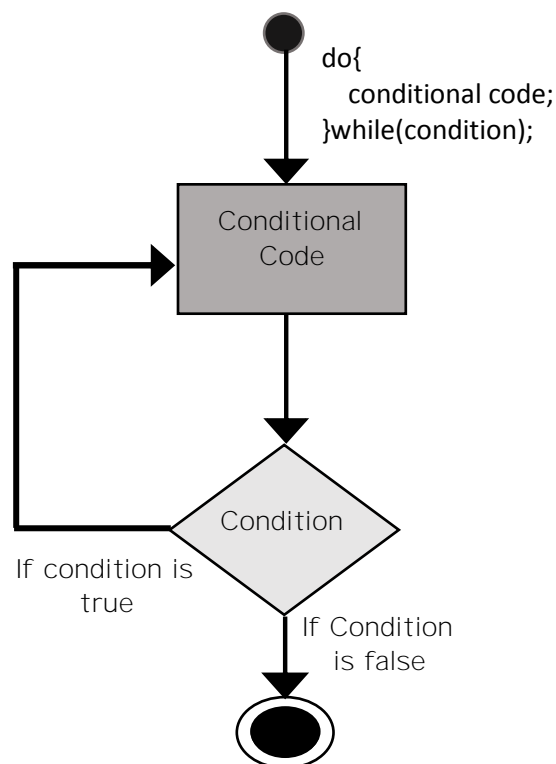 do{
conditional code;
}while(condition);
Conditional
Code
Condition
If condition is
true
If Condition
is false